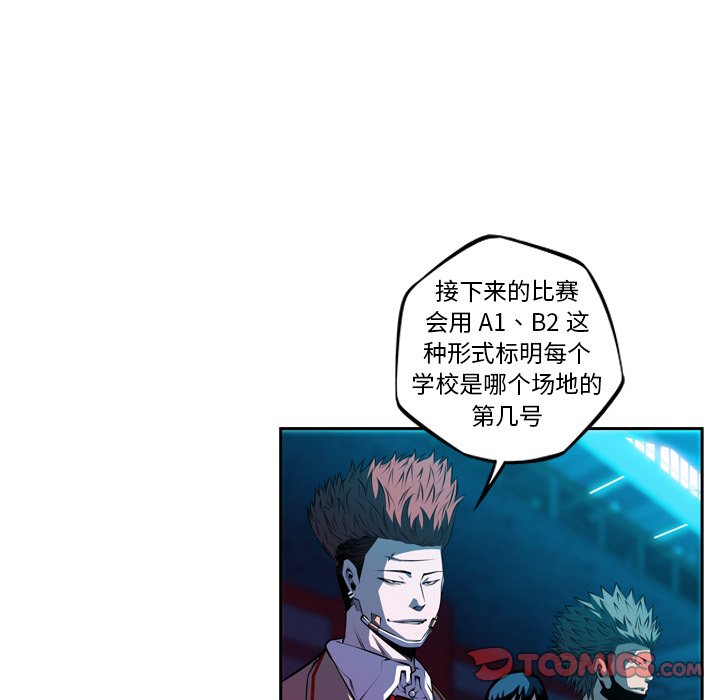 接下来的比赛
会用 A1、B2 这
种形式标明每个
学校是哪个场地的
第几号
TOOMICS